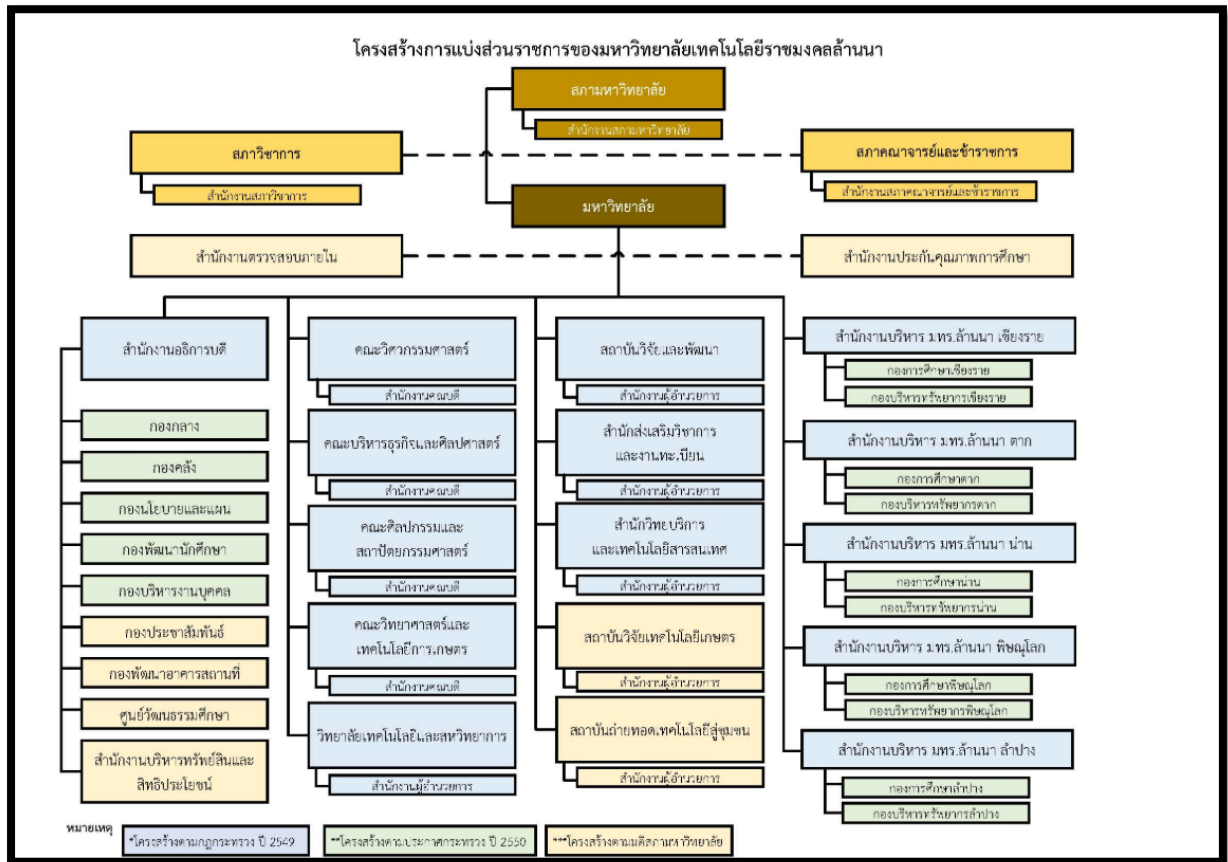 โครงสร้างการแบ่งส่วนราชการของมหาวิทยาลัยเทคโนโลยีราชมงคลล้านนา
สภามหาวิทยาลัย
สำนักงานสภามหาวิทยาลัย
สภาวิชาการ
สำนักงานสภาวิชาการ
สภาคณาจารย์และข้าราชการ
สำนักงานสภาคณาจารย์และข้าราชการ
มหาวิทยาลัย
สำนักงานตรวจสอบภายใน
สำนักงานประกันคุณภาพการศึกษา
สำนักงานอธิการบดี
กองกลาง
กองคลัง
กองนโยบายและแผน
กองพัฒนานักศึกษา
กองบริหารงานบุคคล
กองประชาสัมพันธ์
กองพัฒนาอาคารสถานที่
ศูนย์วัฒนธรรมศึกษา
สำนักงานบริหารทรัพย์สินและ
สิทธิประโยชน์
คณะวิศวกรรมศาสตร์
สำนักงานคณบดี
คณะบริหารธุรกิจและศิลปศาสตร์
สำนักงานคณบดี
คณะศิลปกรรมและ
สถาปัตยกรรมศาสตร์
สำนักงานคณบดี
คณะวิทยาศาสตร์และ
เทคโนโลยีการเกษตร
สำนักงานคณบดี
วิทยาลัยเทคโนโลยีและสหวิทยาการ
สำนักงานผู้อำนวยการ
สถาบันวิจัยและพัฒนา
สำนักงานผู้อำนวยการ
สำนักส่งเสริมวิชาการ
และงานทะเบียน
สำนักงานผู้อำนวยการ
สำนักวิทยบริการ
และเทคโนโลยีสารสนเทศ
สำนักงานผู้อำนวยการ
สถาบันวิจัยเทคโนโลยีเกษตร
สำนักงานผู้อำนวยการ
สถาบันถ่ายทอดเทคโนโลยีสู่ชุมชน
สำนักงานผู้อำนวยการ
สำนักงานบริหาร มทร.ล้านนา เชียงราย
กองการศึกษาเชียงราย
กองบริหารทรัพยากรเชียงราย
สำนักงานบริหาร มทร.ล้านนา ตาก
กองการศึกษาตาก
กองบริหารทรัพยากรตาก
สำนักงานบริหาร มทร.ล้านนา น่าน
กองการศึกษาน่าน
กองบริหารทรัพยากรน่าน
สำนักงานบริหาร มทร.ล้านนา พิษณุโลก
กองการศึกษาพิษณุโลก
กองบริหารทรัพยากรพิษณุโลก
สำนักงานบริหาร มทร.ล้านนา ลำปาง
กองการศึกษาลำปาง
กองบริหารทรัพยากรลำปาง
หมายเหตุ
*โครงสร้างตามกฎกระทรวง ปี 2549
**โครงสร้างตามประกาศกระทรวง ปี 2550
***โครงสร้างตามมติสภามหาวิทยาลัย